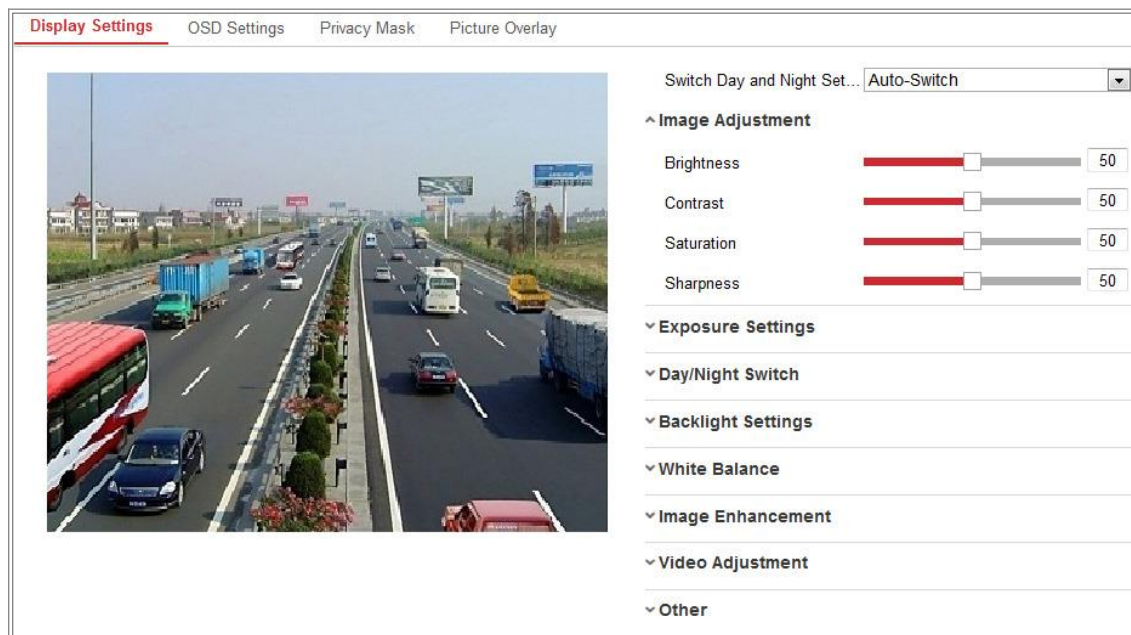 Display Settings OSD Settings Privacy Mask Picture Overlay
Switch Day and Night Set... Auto-Switch
Image Adjustment
Brightness 50
Contrast 50
Saturation 50
Sharpness 50
Exposure Settings
Day/Night Switch
Backlight Settings
White Balance
Image Enhancement
Video Adjustment
Other